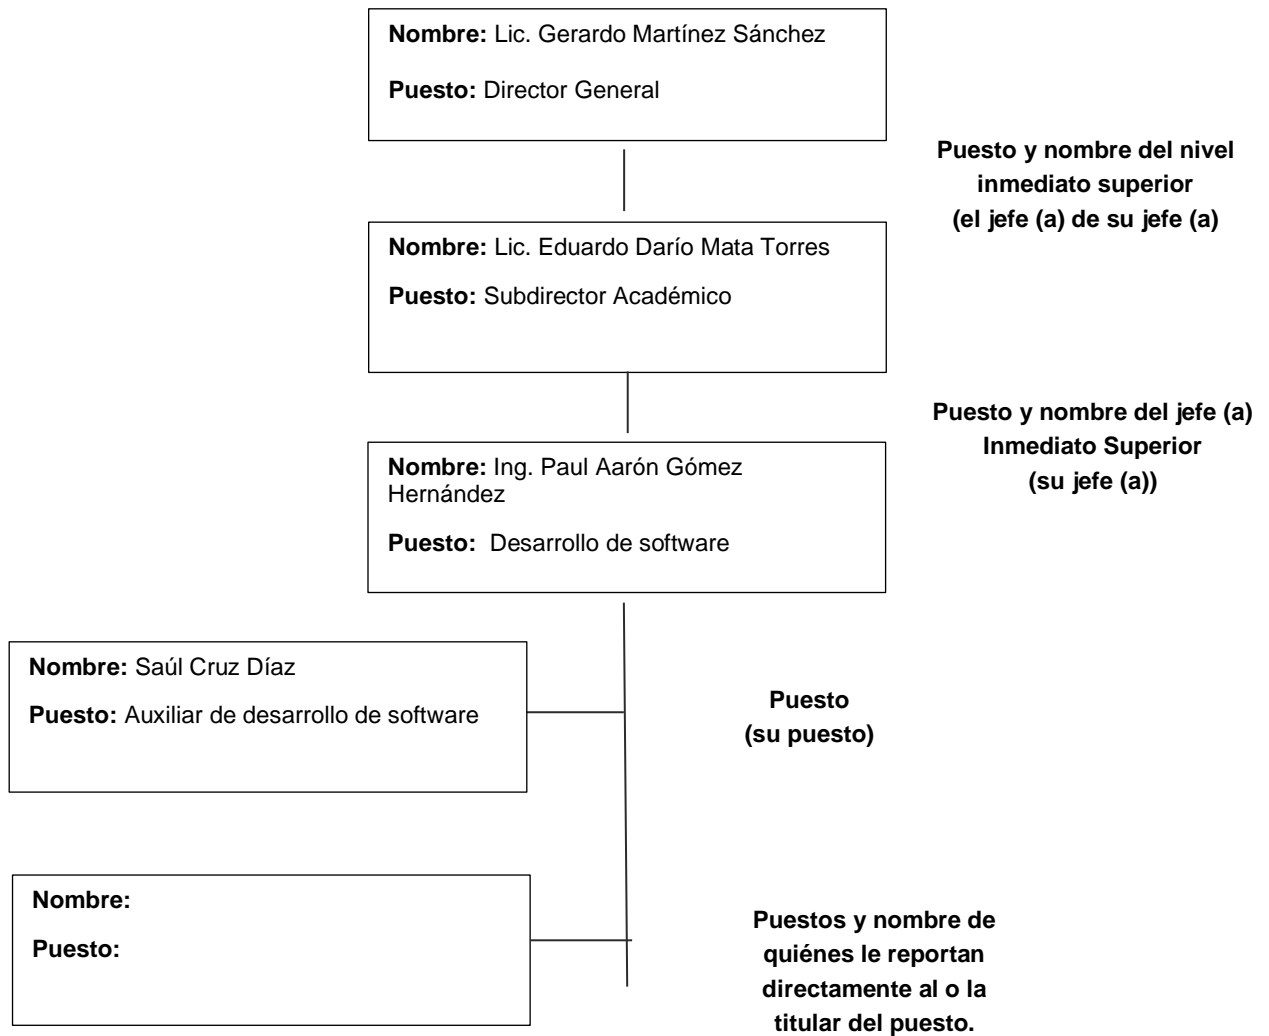 Nombre: Lic. Gerardo Martínez Sánchez
Puesto: Director General
Puesto y nombre del nivel
inmediato superior
(el jefe (a) de su jefe (a)
Nombre: Lic. Eduardo Darío Mata Torres
Puesto: Subdirector Académico
Puesto y nombre del jefe (a)
Inmediato Superior
(su jefe (a))
Nombre: Ing. Paul Aarón Gómez
Hernández
Puesto: Desarrollo de software
Nombre: Saúl Cruz Díaz
Puesto: Auxiliar de desarrollo de software
Puesto
(su puesto)
Nombre:
Puesto:
Puestos y nombre de
quiénes le reportan
directamente al o la
titular del puesto.